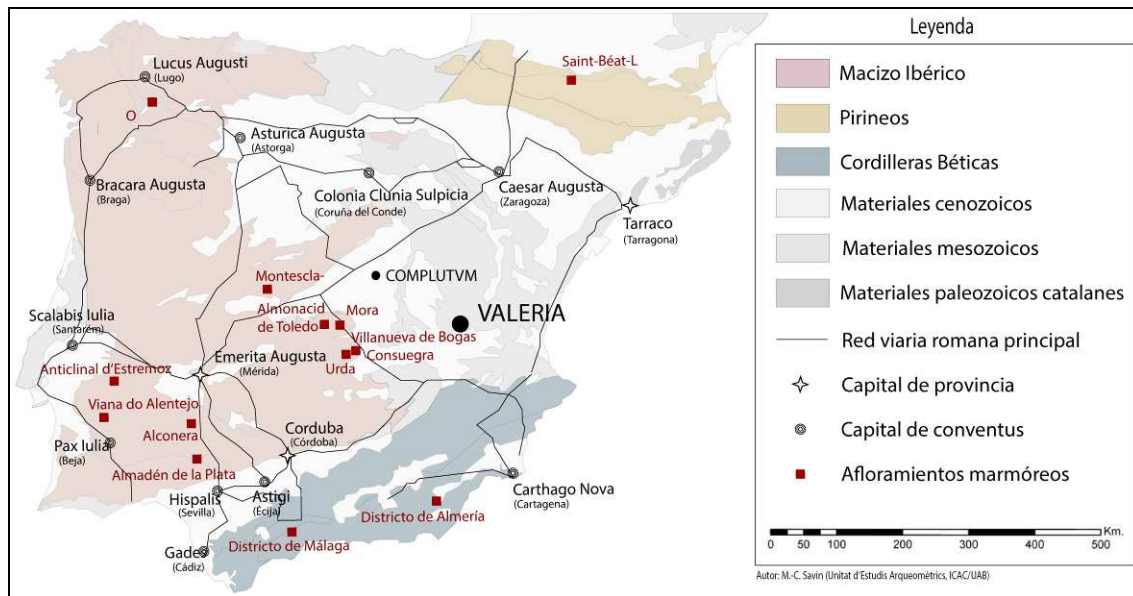 Lucus Augusti
(Lugo)
O
Saint-Béat-L
Asturica Augusta
(Astorga)
Bracara Augusta
(Braga)
Colonia Clunia Sulpicia
(Coruña del Conde)
Caesar Augusta
(Zaragoza)
Tarraco
(Tarragona)
COMPLUTVM
Montescla-
Almonacid
de Toledo
Mora
VALERIA
Villanueva de Bogas
Consuegra
Urda
Scalabis Iulia
(Santarém)
Emerita Augusta
(Mérida)
Anticlinal d'Estremoz
Viana do Alentejo
Alconera
Pax Iulia
(Beja)
Corduba
(Córdoba)
Almadén de la Plata
Hispalis
(Sevilla)
Astigi
(Écija)
Carthago Nova
(Cartagena)
Districto de Almería
Districto de Málaga
Gades
(Cádiz)
Leyenda
Macizo Ibérico
Pirineos
Cordilleras Béticas
Materiales cenozoicos
Materiales mesozoicos
Materiales paleozoicos catalanes
Red viaria romana principal
Capital de provincia
Capital de conventus
Afloramientos marmóreos
Km.
0 25 50 100 200 300 400 500
Autor: M.-C. Savin (Unitat d'Estudis Arqueomètrics, ICAC/UAB)